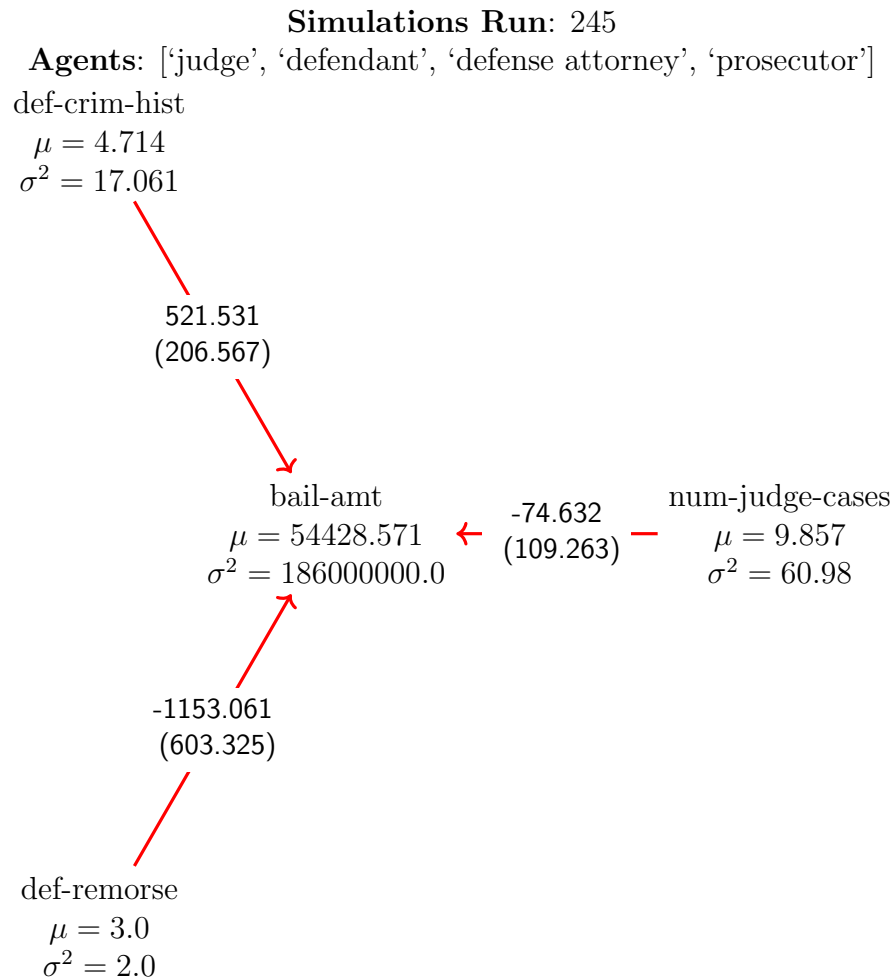 Simulations Run: 245
Agents: [‘judge’, ‘defendant’, ‘defense attorney’, ‘prosecutor’]
def-crim-hist
μ = 4.714
σ² = 17.061
521.531
(206.567)
bail-amt
μ = 54428.571
σ² = 186000000.0
-74.632
(109.263)
num-judge-cases
μ = 9.857
σ² = 60.98
-1153.061
(603.325)
def-remorse
μ = 3.0
σ² = 2.0